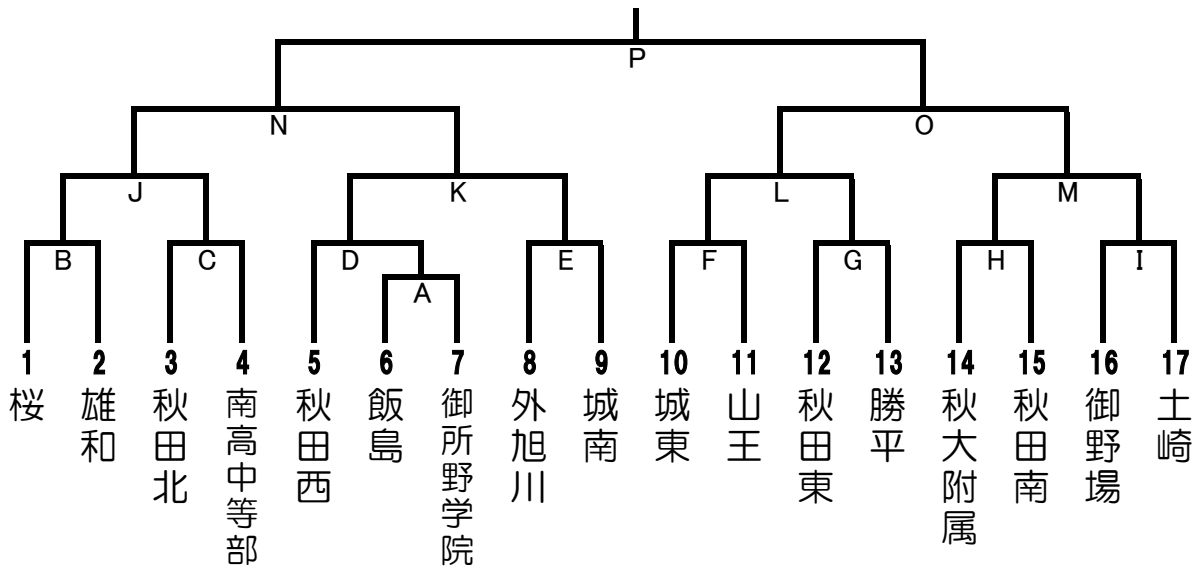 P
N O
J K L M
B C D E F G H I
A
1 2 3 4 5 6 7 8 9 10 11 12 13 14 15 16 17
桜
雄和
秋田北
南高中等部
秋田西
飯島
御所野学院
外旭川
城南
城東
山王
秋田東
勝平
秋大附属
秋田南
御野場
土崎